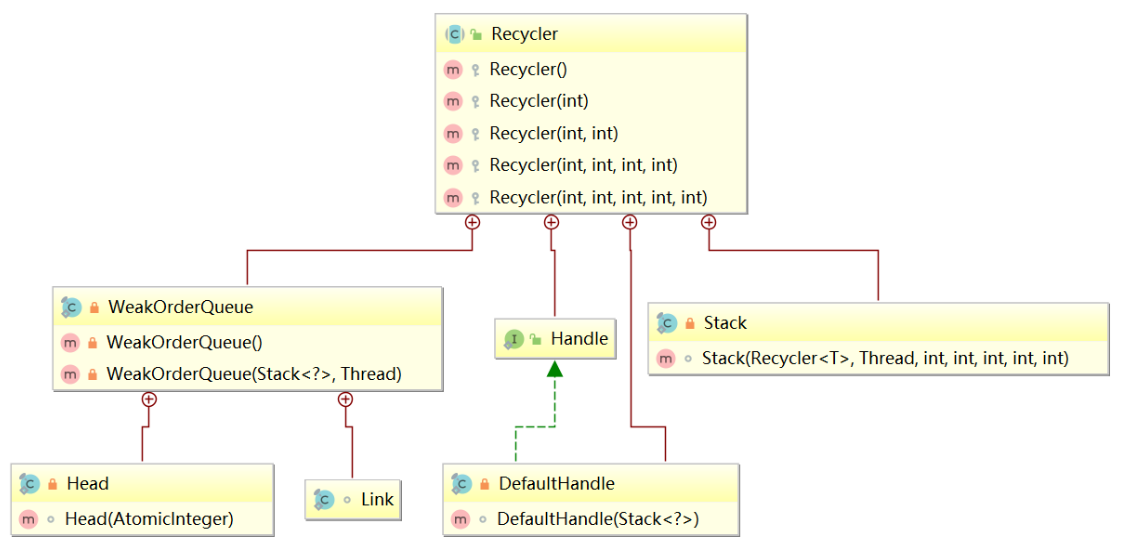 Recycler
Recycler()
Recycler(int)
Recycler(int, int)
Recycler(int, int, int, int)
Recycler(int, int, int, int, int)
WeakOrderQueue
WeakOrderQueue()
WeakOrderQueue(Stack<?>, Thread)
Handle
Stack
Stack(Recycler<T>, Thread, int, int, int, int, int)
Head
Head(AtomicInteger)
Link
DefaultHandle
DefaultHandle(Stack<?>)